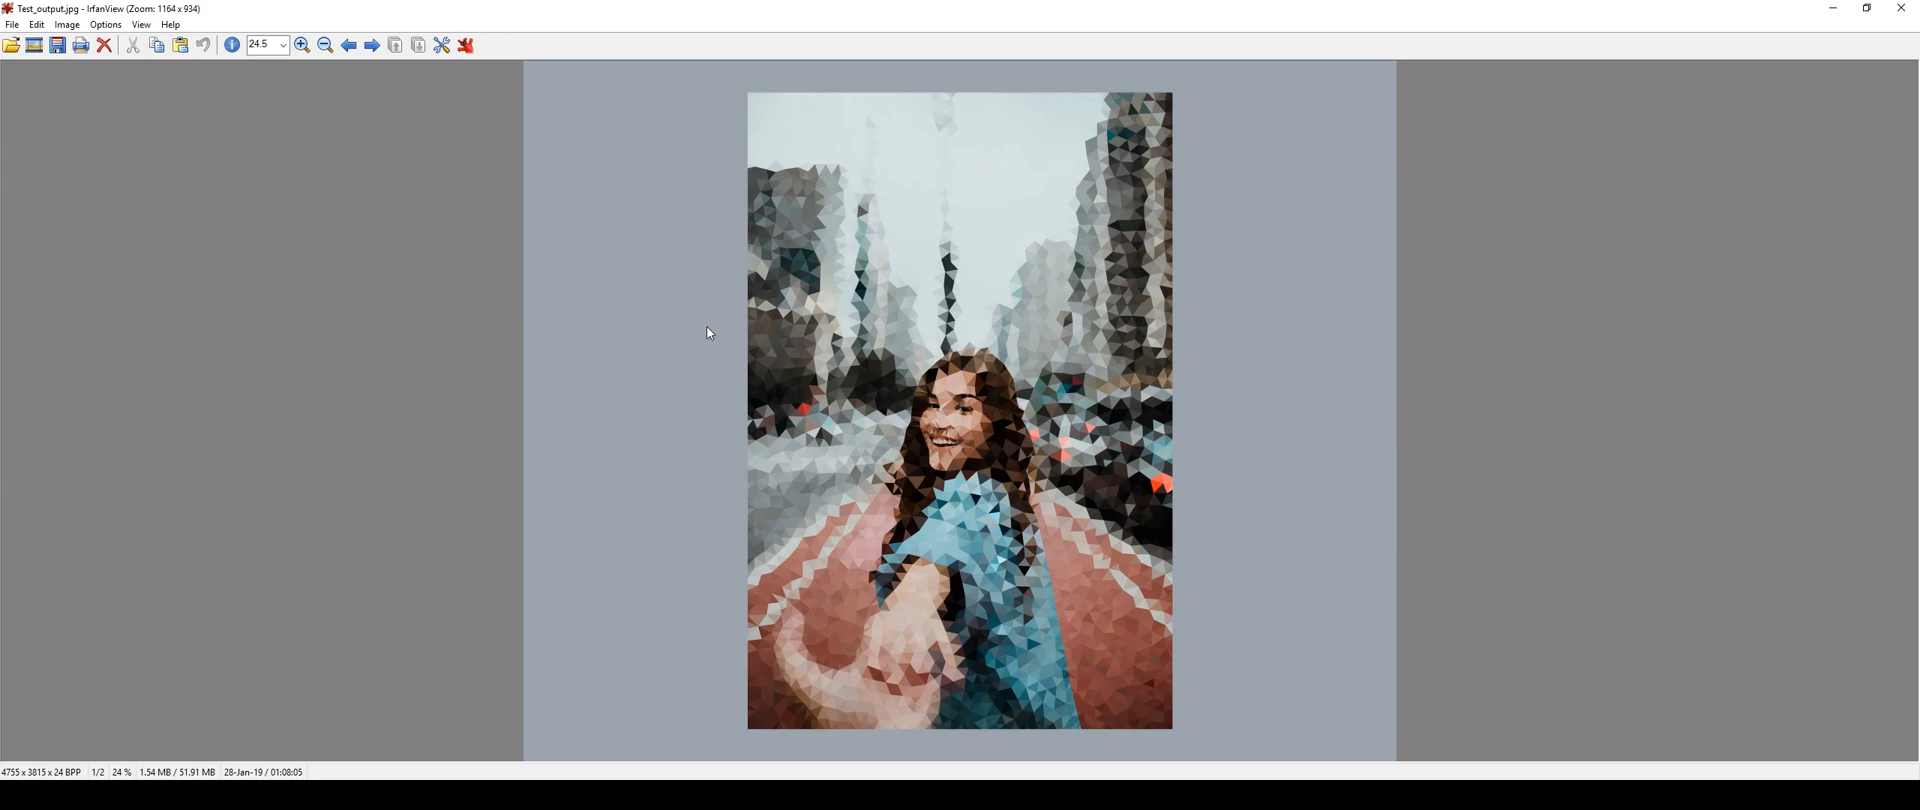 Test_output.jpg - IrfanView (Zoom: 1164 x 934)
File Edit Image Options View Help
24.5
4755 x 3815 x 24 BPP 1/2 24 % 1.54 MB / 51.91 MB 28-Jan-19 / 01:08:05